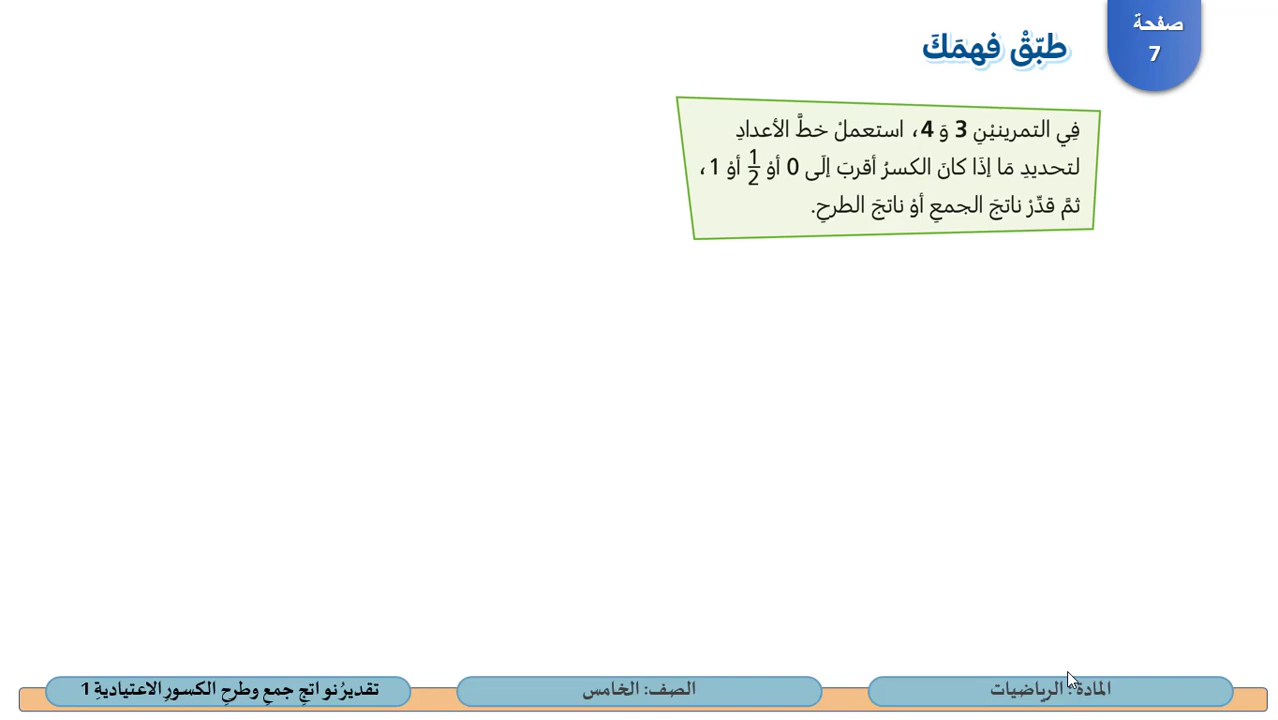 صفحة
7
طبّقْ فهمَكَ
فِي التمرينيْنِ 3 وَ 4، استعملْ خطَّ الأعدادِ
لتحديدِ مَا إذَا كانَ الكسرُ أقربَ إلَى 0 أوْ 1/2 أوْ 1،
ثمَّ قدِّرْ ناتجَ الجمعِ أوْ ناتجَ الطرحِ.
المادة: الرياضيات
الصف: الخامس
تقديرُ نواتجِ جمعِ وطرحِ الكسورِ الاعتياديةِ 1